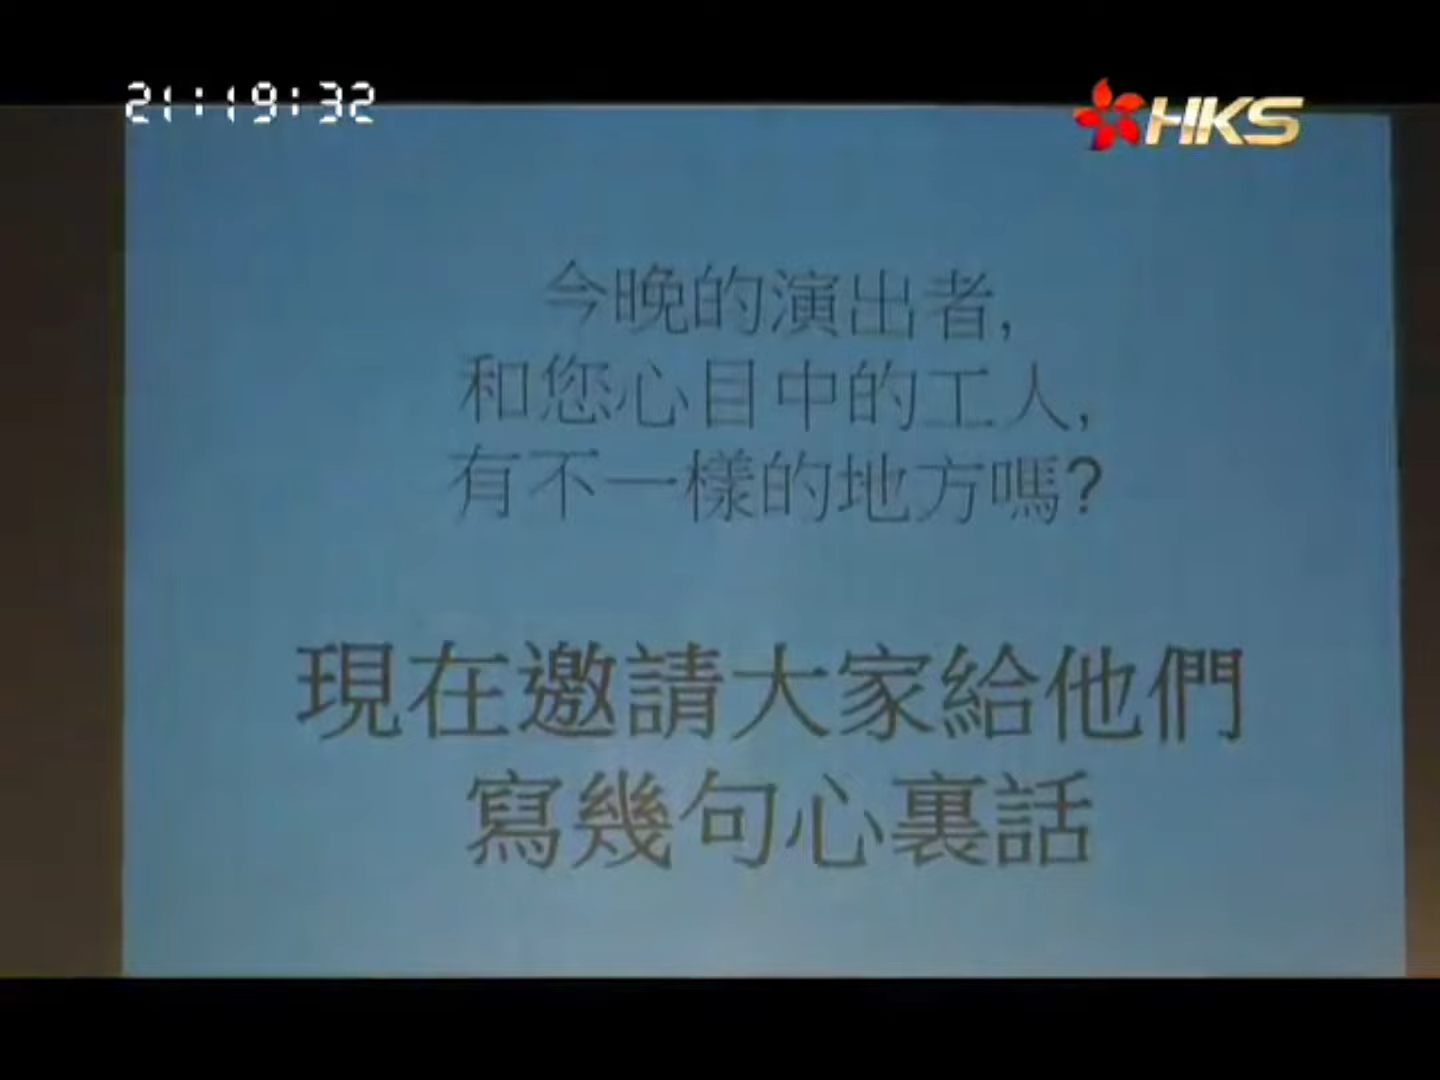 21:19:32
HKS
今晚的演出者,
和您心目中的工人,
有不一樣的地方嗎?
現在邀請大家給他們
寫幾句心裏話